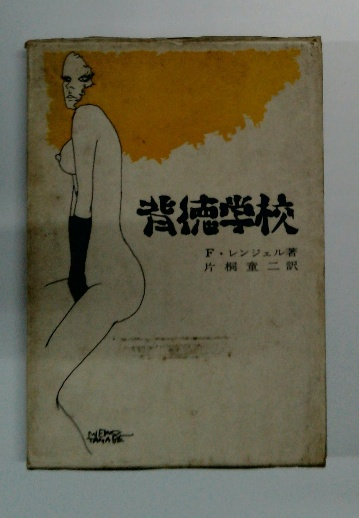 背徳学校
F・レンジェル著
片桐童二訳